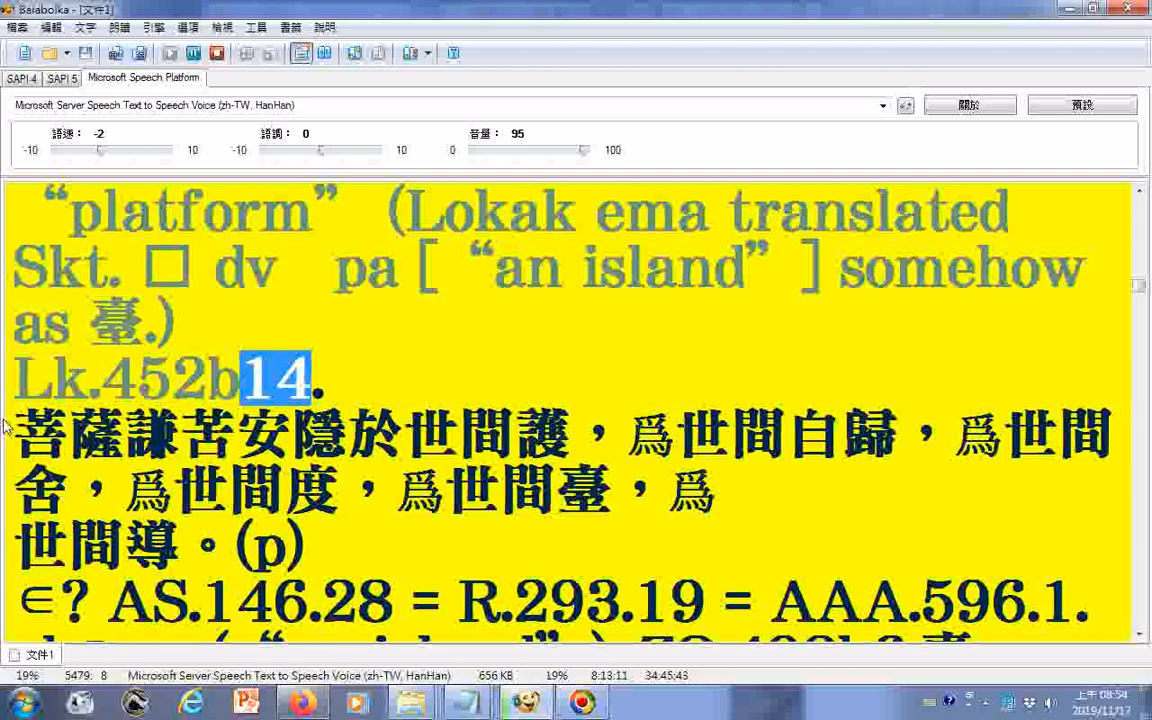 Balabolka - [文件1]
檔案 編輯 文字 朗讀 引擎 選項 檢視 工具 書籤 說明
SAPI 4 SAPI 5 Microsoft Speech Platform
Microsoft Server Speech Text to Speech Voice (zh-TW, HanHan) 關於 預設
語速： -2 語調： 0 音量： 95
-10 10 -10 10 0 100
“platform” (Lokak ema translated
Skt. □ dv pa [ “an island” ] somehow
as 臺.)
Lk.452b14.
菩薩謙苦安隱於世間護，爲世間自歸，爲世間
舍，爲世間度，爲世間臺，爲
世間導。(p)
∈? AS.146.28 = R.293.19 = AAA.596.1.
文件1
19% 5479: 8 Microsoft Server Speech Text to Speech Voice (zh-TW, HanHan) 656 KB 19% 8:13:11 34:45:43
上午 08:54
2019/11/17